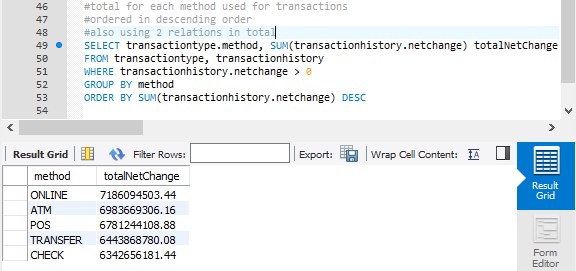 46 #total for each method used for transactions
47 #ordered in descending order
48 #also using 2 relations in total
49 SELECT transactiontype.method, SUM(transactionhistory.netchange) totalNetChange
50 FROM transactiontype, transactionhistory
51 WHERE transactionhistory.netchange > 0
52 GROUP BY method
53 ORDER BY SUM(transactionhistory.netchange) DESC
54
Result Grid Filter Rows: Export: Wrap Cell Content: IA
method totalNetChange
ONLINE 7186094503.44
ATM 6983669306.16
POS 6781244108.88
TRANSFER 6443868780.08
CHECK 6342656181.44
Result
Grid
Form
Editor